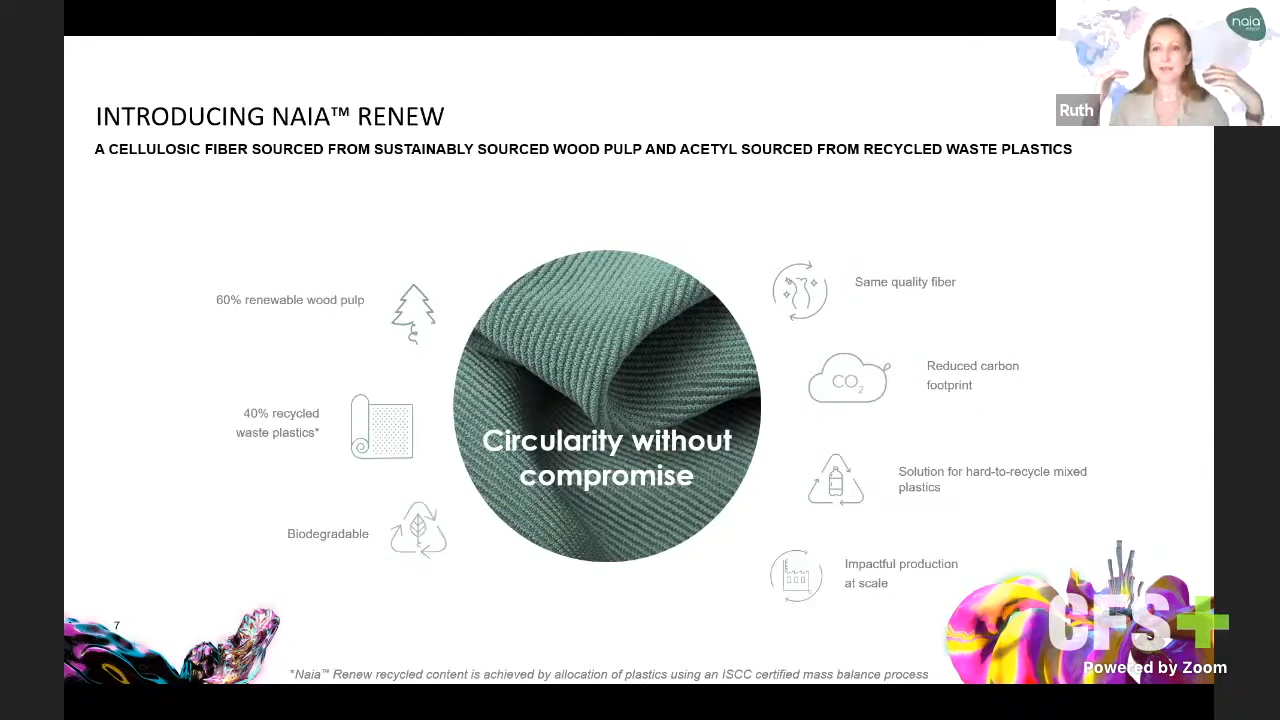 naia
RENEW
Ruth
INTRODUCING NAIA™ RENEW
A CELLULOSIC FIBER SOURCED FROM SUSTAINABLY SOURCED WOOD PULP AND ACETYL SOURCED FROM RECYCLED WASTE PLASTICS
60% renewable wood pulp
40% recycled
waste plastics*
Biodegradable
Circularity without
compromise
Same quality fiber
CO2
Reduced carbon
footprint
Solution for hard-to-recycle mixed
plastics
Impactful production
at scale
7
*Naia™ Renew recycled content is achieved by allocation of plastics using an ISCC certified mass balance process
CFS+
Powered by Zoom